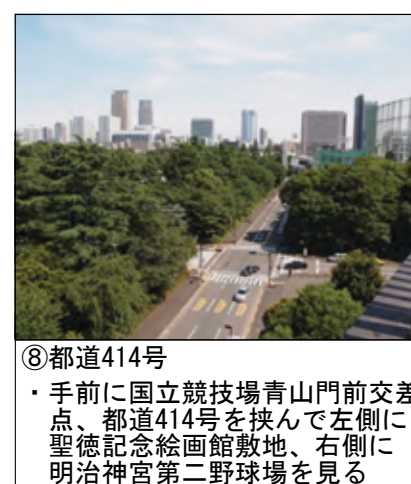 ⑧都道414号
・手前に国立競技場青山門前交差
点、都道414号を挟んで左側に
聖徳記念絵画館敷地、右側に
明治神宮第二野球場を見る